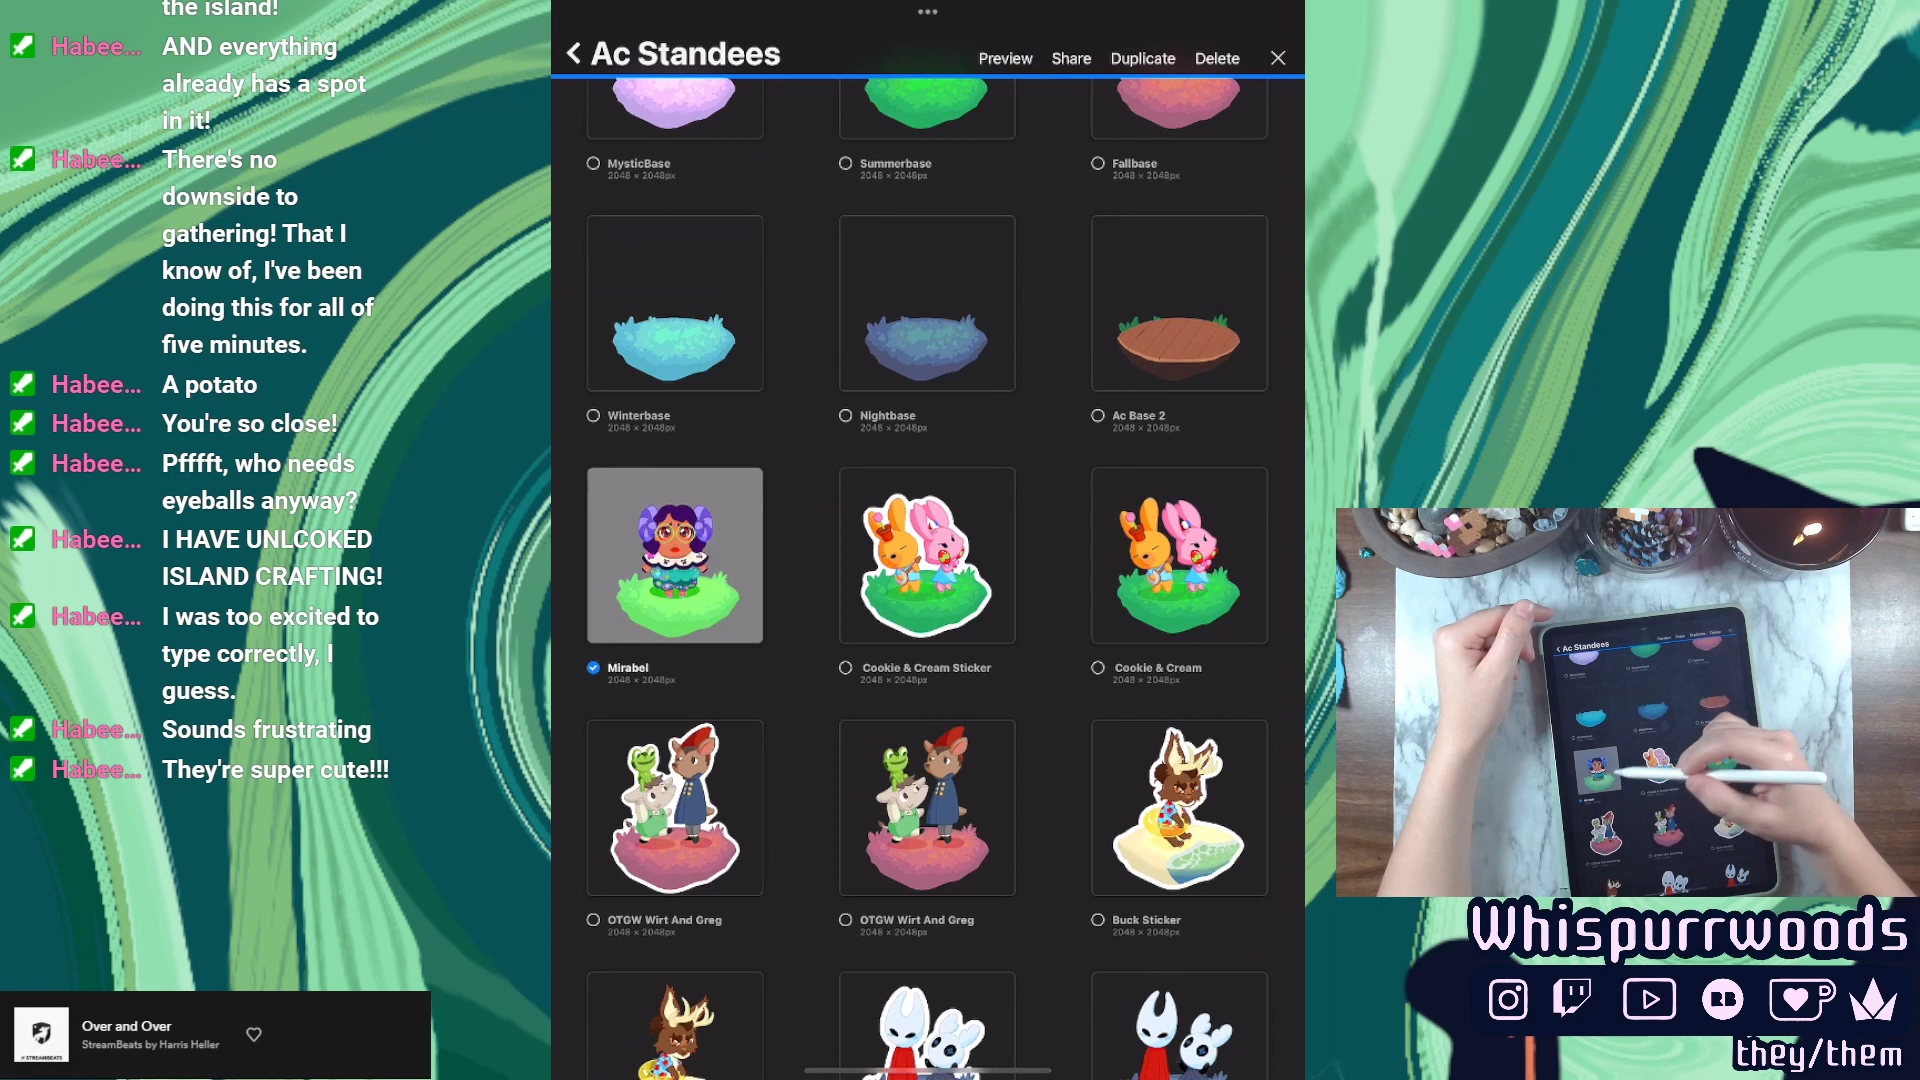 the island!
Habee... AND everything
already has a spot
in it!
Habee... There's no
downside to
gathering! That I
know of, I've been
doing this for all of
five minutes.
Habee... A potato
Habee... You're so close!
Habee... Pfffft, who needs
eyeballs anyway?
Habee... I HAVE UNLCOKED
ISLAND CRAFTING!
Habee... I was too excited to
type correctly, I
guess.
Habee... Sounds frustrating
Habee... They're super cute!!!
Over and Over
StreamBeats by Harris Heller
STREAMBEATS
Ac Standees
Preview Share Duplicate Delete
MysticBase Summerbase Fallbase
2048 × 2048px 2048 × 2048px 2048 × 2048px
Winterbase Nightbase Ac Base 2
2048 × 2048px 2048 × 2048px 2048 × 2048px
Mirabel Cookie & Cream Sticker Cookie & Cream
2048 × 2048px 2048 × 2048px 2048 × 2048px
OTGW Wirt And Greg OTGW Wirt And Greg Buck Sticker
2048 × 2048px 2048 × 2048px 2048 × 2048px
Ac Standees
Whispurrwoods
RB
they/them